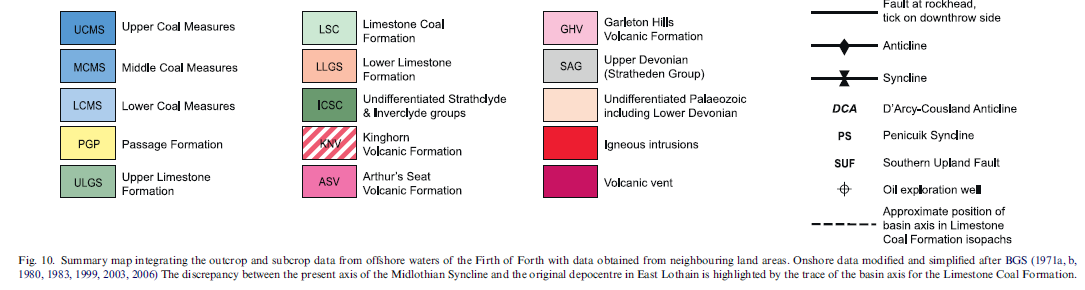 UCMS Upper Coal Measures
MCMS Middle Coal Measures
LCMS Lower Coal Measures
PGP Passage Formation
ULGS Upper Limestone
Formation
LSC Limestone Coal
Formation
LLGS Lower Limestone
Formation
ICSC Undifferentiated Strathclyde
& Inverclyde groups
KNV Kinghorn
Volcanic Formation
ASV Arthur's Seat
Volcanic Formation
GHV Garleton Hills
Volcanic Formation
SAG Upper Devonian
(Stratheden Group)
Undifferentiated Palaeozoic
including Lower Devonian
Igneous intrusions
Volcanic vent
Fault at rockhead,
tick on downthrow side
Anticline
Syncline
DCA D'Arcy-Cousland Anticline
PS Penicuik Syncline
SUF Southern Upland Fault
Oil exploration well
Approximate position of
basin axis in Limestone
Coal Formation isopachs
Fig. 10. Summary map integrating the outcrop and subcrop data from offshore waters of the Firth of Forth with data obtained from neighbouring land areas. Onshore data modified and simplified after BGS (1971a, b,
1980, 1983, 1999, 2003, 2006) The discrepancy between the present axis of the Midlothian Syncline and the original depocentre in East Lothain is highlighted by the trace of the basin axis for the Limestone Coal Formation.